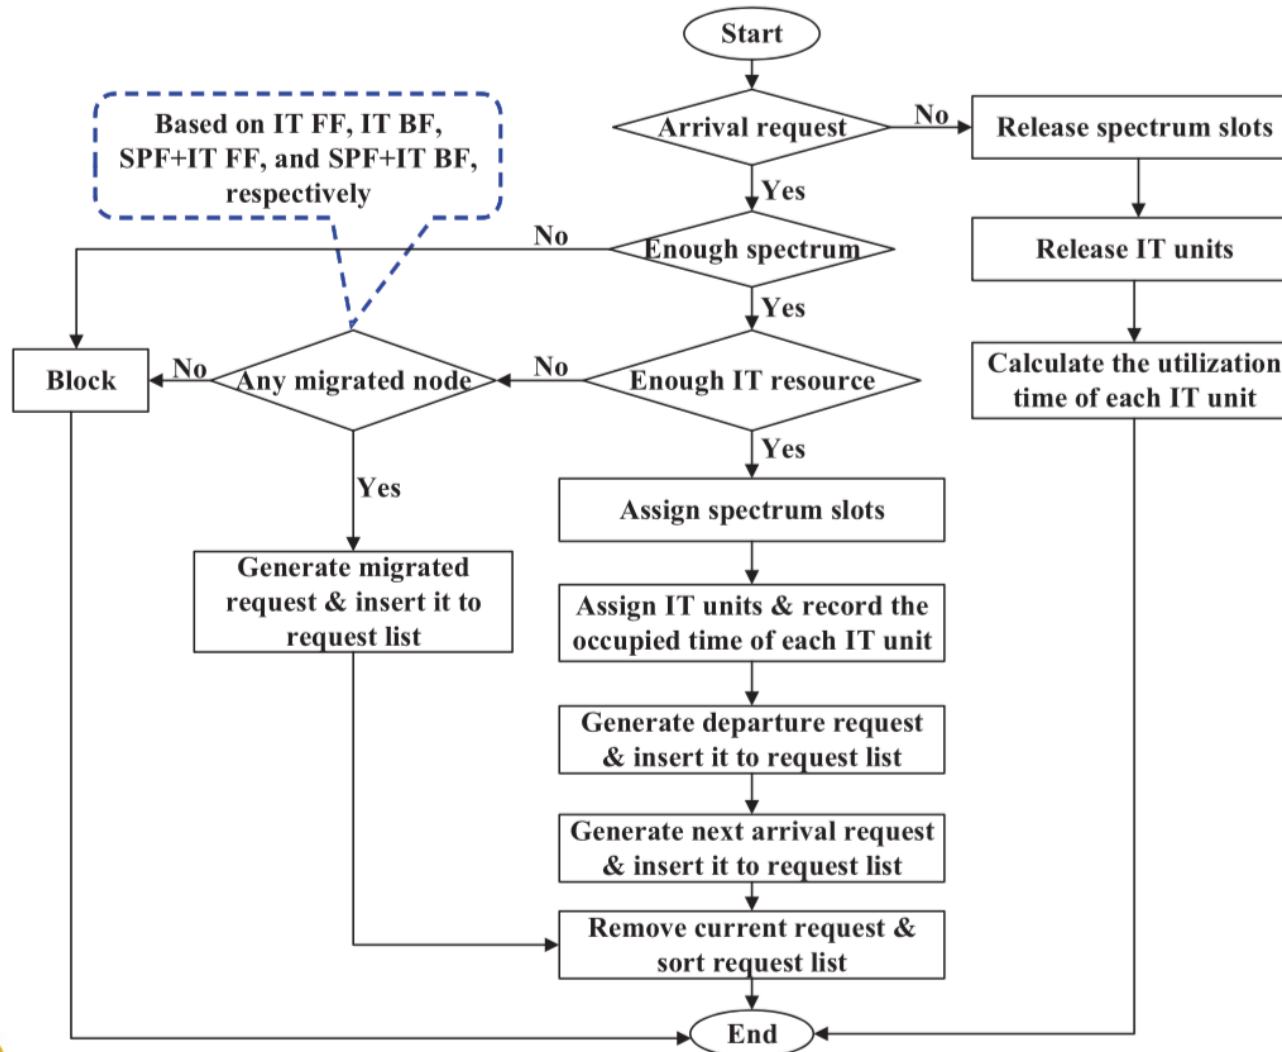 Start
Arrival request
No
Release spectrum slots
Based on IT FF, IT BF,
SPF+IT FF, and SPF+IT BF,
respectively
Yes
No
Enough spectrum
Release IT units
Yes
Block
No
Any migrated node
No
Enough IT resource
Calculate the utilization
time of each IT unit
Yes
Yes
Assign spectrum slots
Generate migrated
request & insert it to
request list
Assign IT units & record the
occupied time of each IT unit
Generate departure request
& insert it to request list
Generate next arrival request
& insert it to request list
Remove current request &
sort request list
End